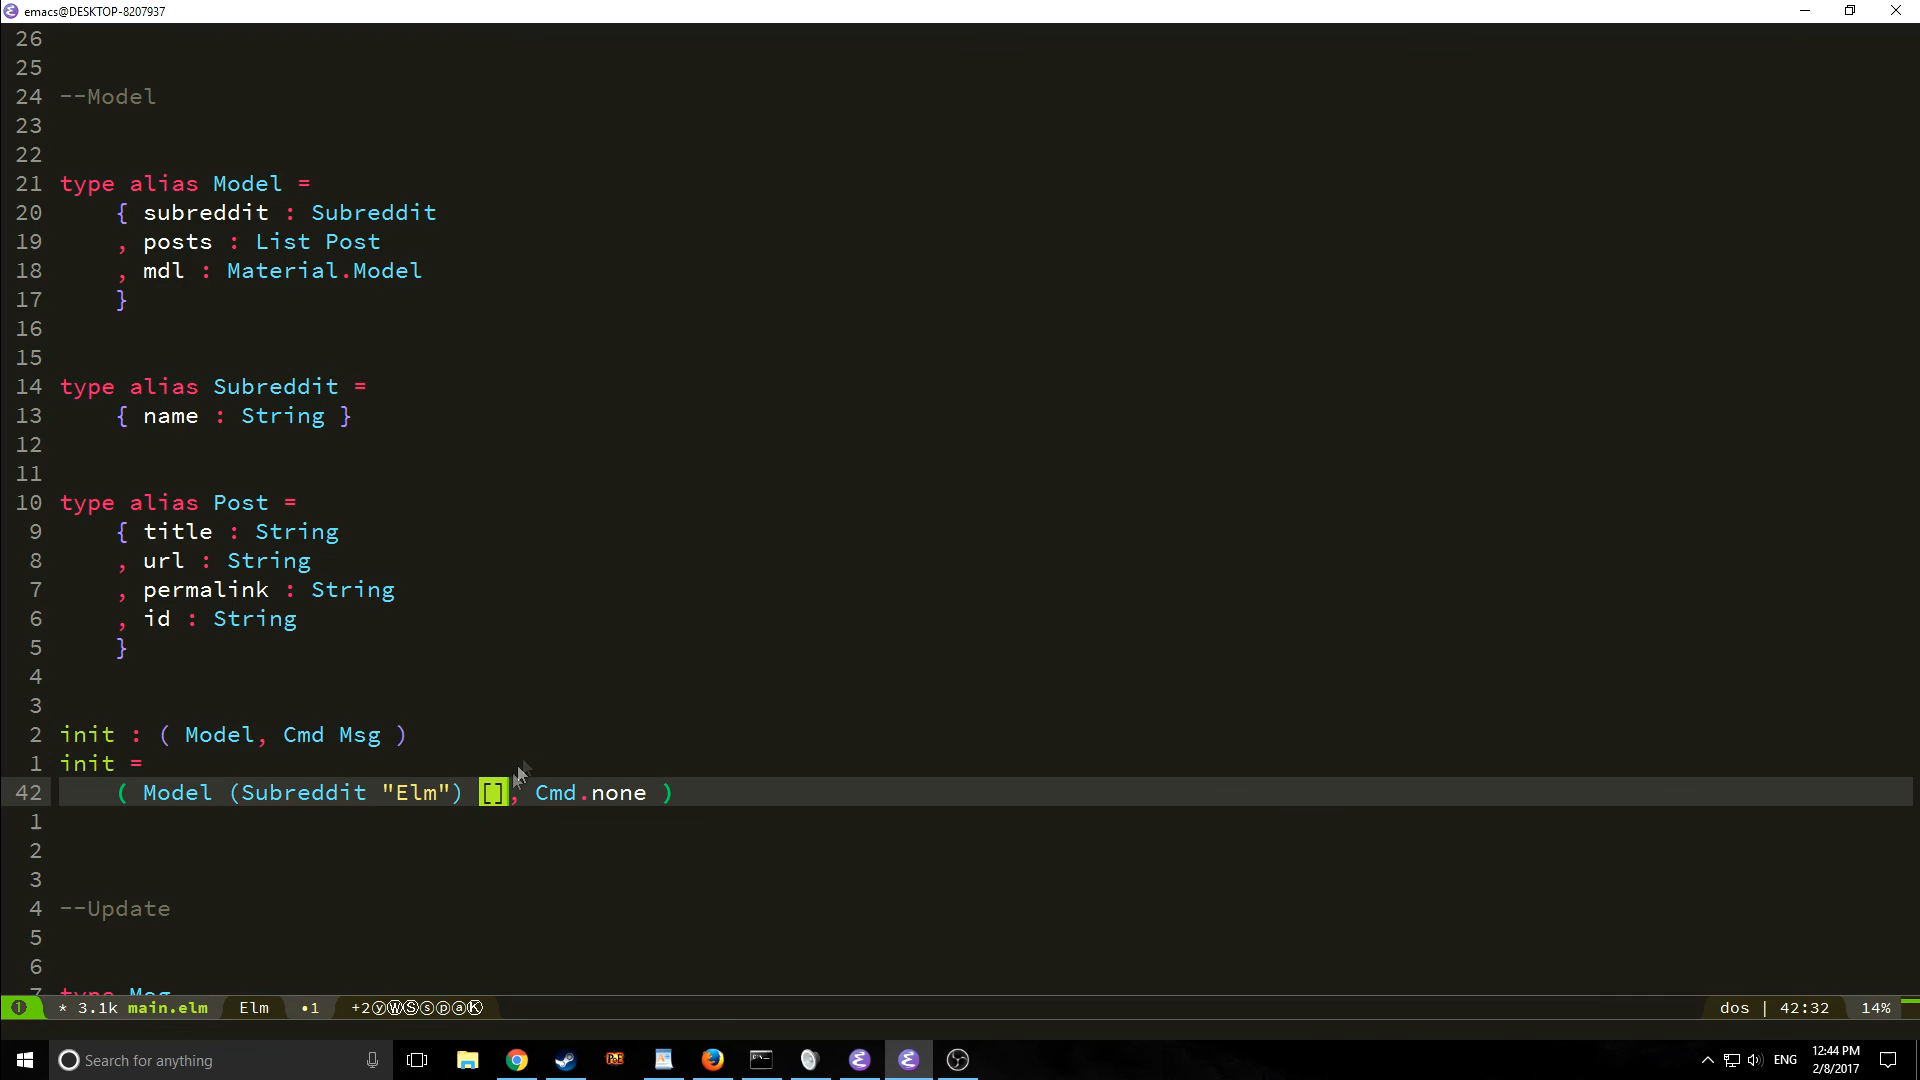 emacs@DESKTOP-8207937
26
25
24 --Model
23
22
21 type alias Model =
20     { subreddit : Subreddit
19     , posts : List Post
18     , mdl : Material.Model
17     }
16
15
14 type alias Subreddit =
13     { name : String }
12
11
10 type alias Post =
9     { title : String
8     , url : String
7     , permalink : String
6     , id : String
5     }
4
3
2 init : ( Model, Cmd Msg )
1 init =
42     ( Model (Subreddit "Elm") [], Cmd.none )
1
2
3
4 --Update
5
6
7 type Msg
1 * 3.1k main.elm Elm •1 +2ⓨⓌⓈⓢⓟⓐⓀ dos | 42:32 14%
Search for anything
ENG
12:44 PM
2/8/2017